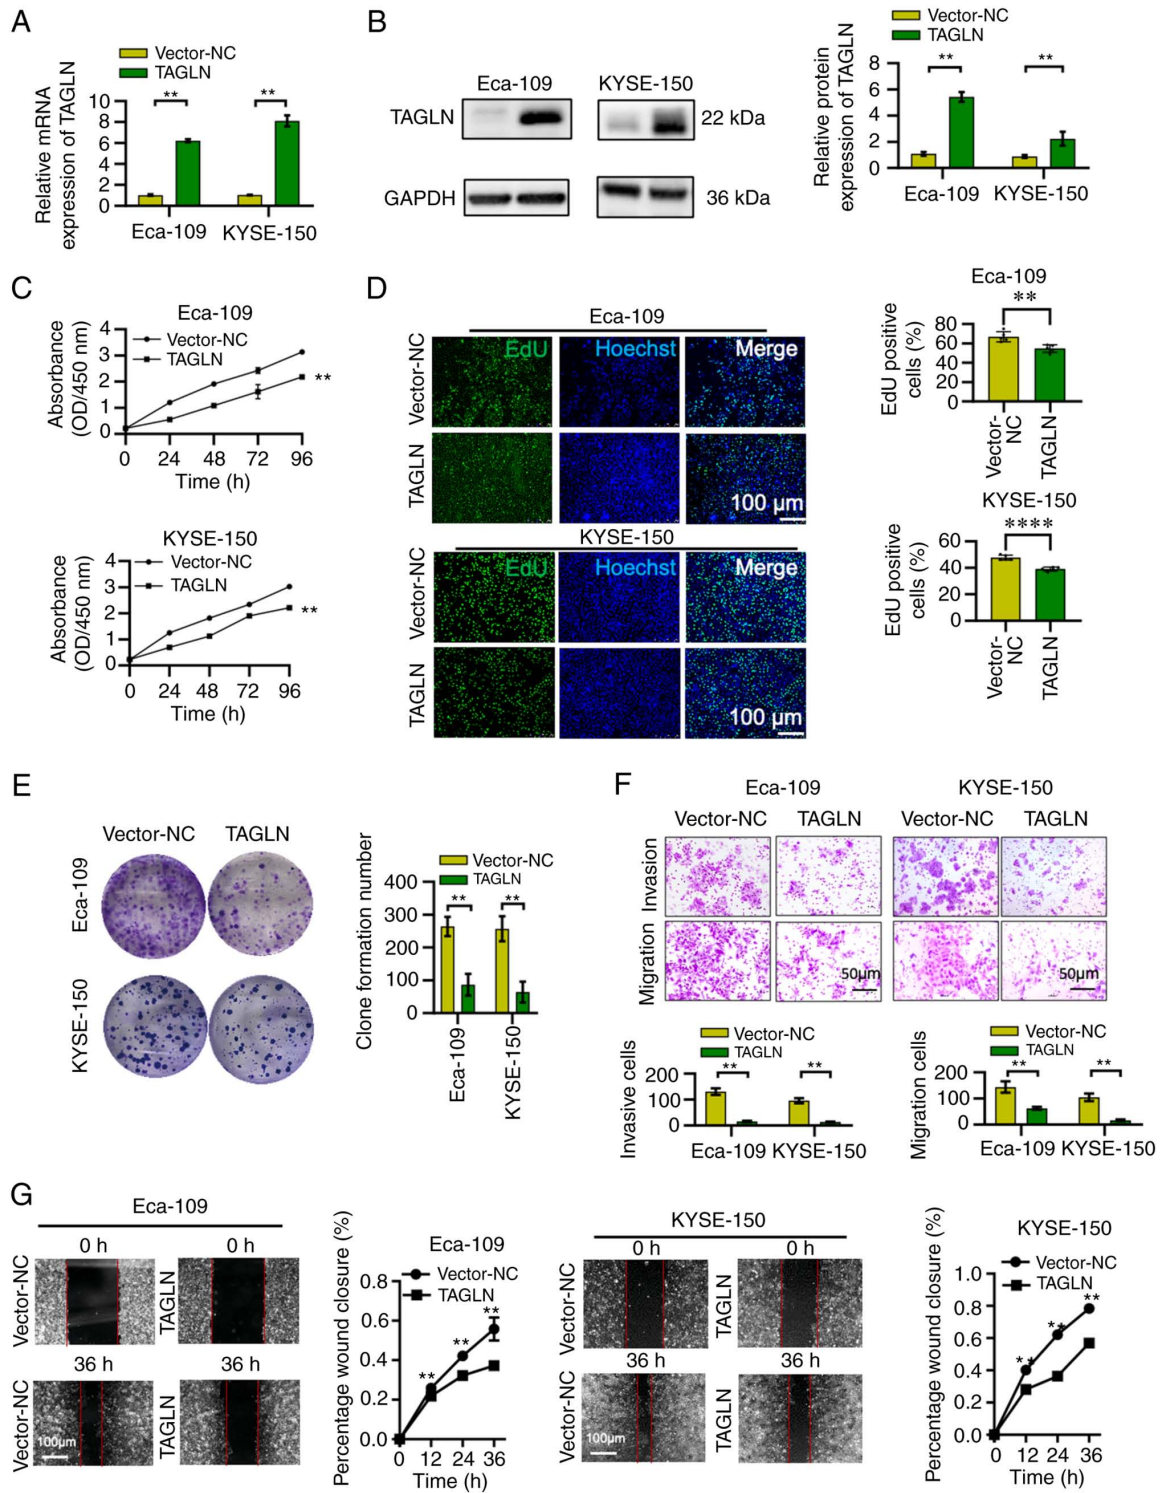 A
Vector-NC
TAGLN
Relative mRNA
expression of TAGLN
10
8
6
4
2
0
**
**
Eca-109
KYSE-150
B
Eca-109
KYSE-150
TAGLN
22 kDa
GAPDH
36 kDa
Vector-NC
TAGLN
Relative protein
expression of TAGLN
8
6
4
2
0
**
**
Eca-109
KYSE-150
C
Eca-109
Absorbance
(OD/450 nm)
4
3
2
1
0
Vector-NC
TAGLN
**
0 24 48 72 96
Time (h)
KYSE-150
Absorbance
(OD/450 nm)
4
3
2
1
0
Vector-NC
TAGLN
**
0 24 48 72 96
Time (h)
D
Eca-109
Vector-NC
EdU
Hoechst
Merge
TAGLN
100 µm
KYSE-150
Vector-NC
EdU
Hoechst
Merge
TAGLN
100 µm
Eca-109
EdU positive
cells (%)
80
60
40
20
0
**
Vector-
NC
TAGLN
KYSE-150
EdU positive
cells (%)
60
40
20
0
****
Vector-
NC
TAGLN
E
Vector-NC
TAGLN
Eca-109
KYSE-150
Clone formation number
Vector-NC
TAGLN
400
300
200
100
0
**
**
Eca-109
KYSE-150
F
Eca-109
KYSE-150
Vector-NC
TAGLN
Vector-NC
TAGLN
Invasion
Migration
50µm
50µm
Vector-NC
TAGLN
Invasive cells
200
100
0
**
**
Eca-109 KYSE-150
Vector-NC
TAGLN
Migration cells
200
100
0
**
**
Eca-109 KYSE-150
G
Eca-109
0 h
0 h
Vector-NC
TAGLN
36 h
36 h
Vector-NC
TAGLN
100µm
Percentage wound closure (%)
Eca-109
Vector-NC
TAGLN
0.8
0.6
0.4
0.2
0.0
**
**
**
0 12 24 36
Time (h)
KYSE-150
0 h
0 h
Vector-NC
TAGLN
36 h
36 h
Vector-NC
TAGLN
100µm
Percentage wound closure (%)
KYSE-150
Vector-NC
TAGLN
1.0
0.8
0.6
0.4
0.2
0.0
**
**
**
0 12 24 36
Time (h)